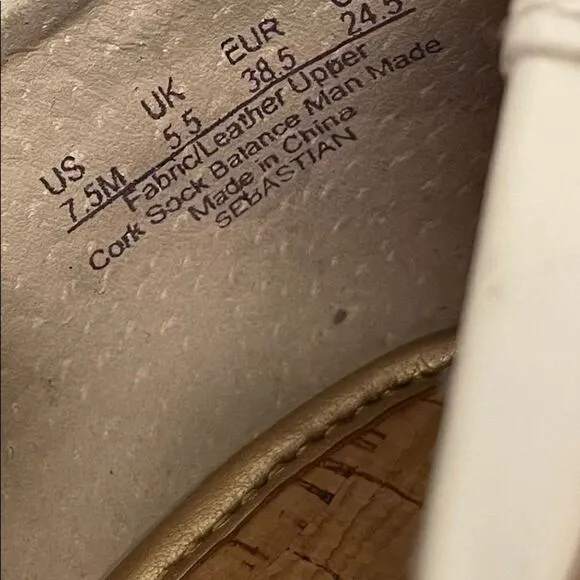 US UK EUR C
7.5M 5.5 38.5 24.5
Fabric/Leather Upper
Cork Sock Balance Man Made
Made in China
SEBASTIAN